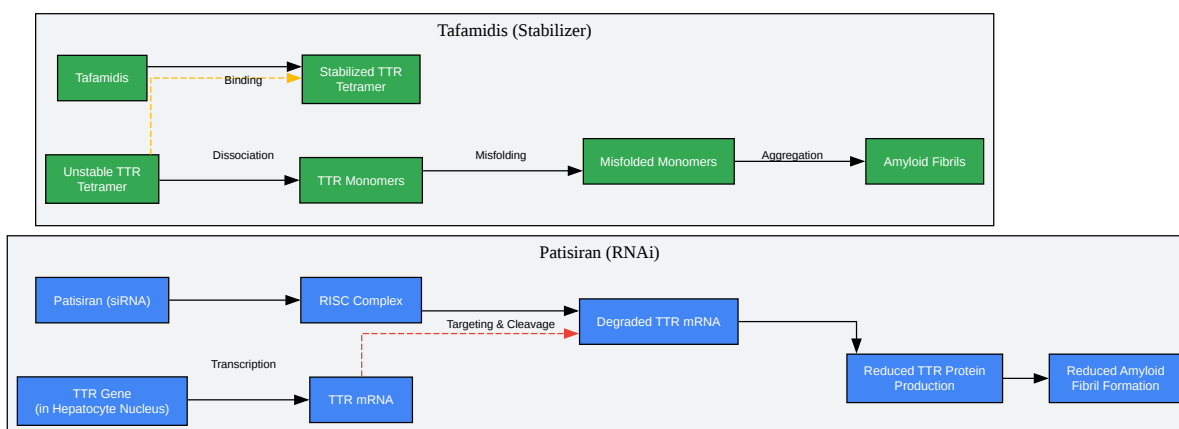 Tafamidis (Stabilizer)
Tafamidis
Binding
Stabilized TTR
Tetramer
Unstable TTR
Tetramer
Dissociation
TTR Monomers
Misfolding
Misfolded Monomers
Aggregation
Amyloid Fibrils
Patisiran (RNAi)
Patisiran (siRNA)
RISC Complex
Targeting & Cleavage
Degraded TTR mRNA
Transcription
TTR Gene
(in Hepatocyte Nucleus)
TTR mRNA
Reduced TTR Protein
Production
Reduced Amyloid
Fibril Formation